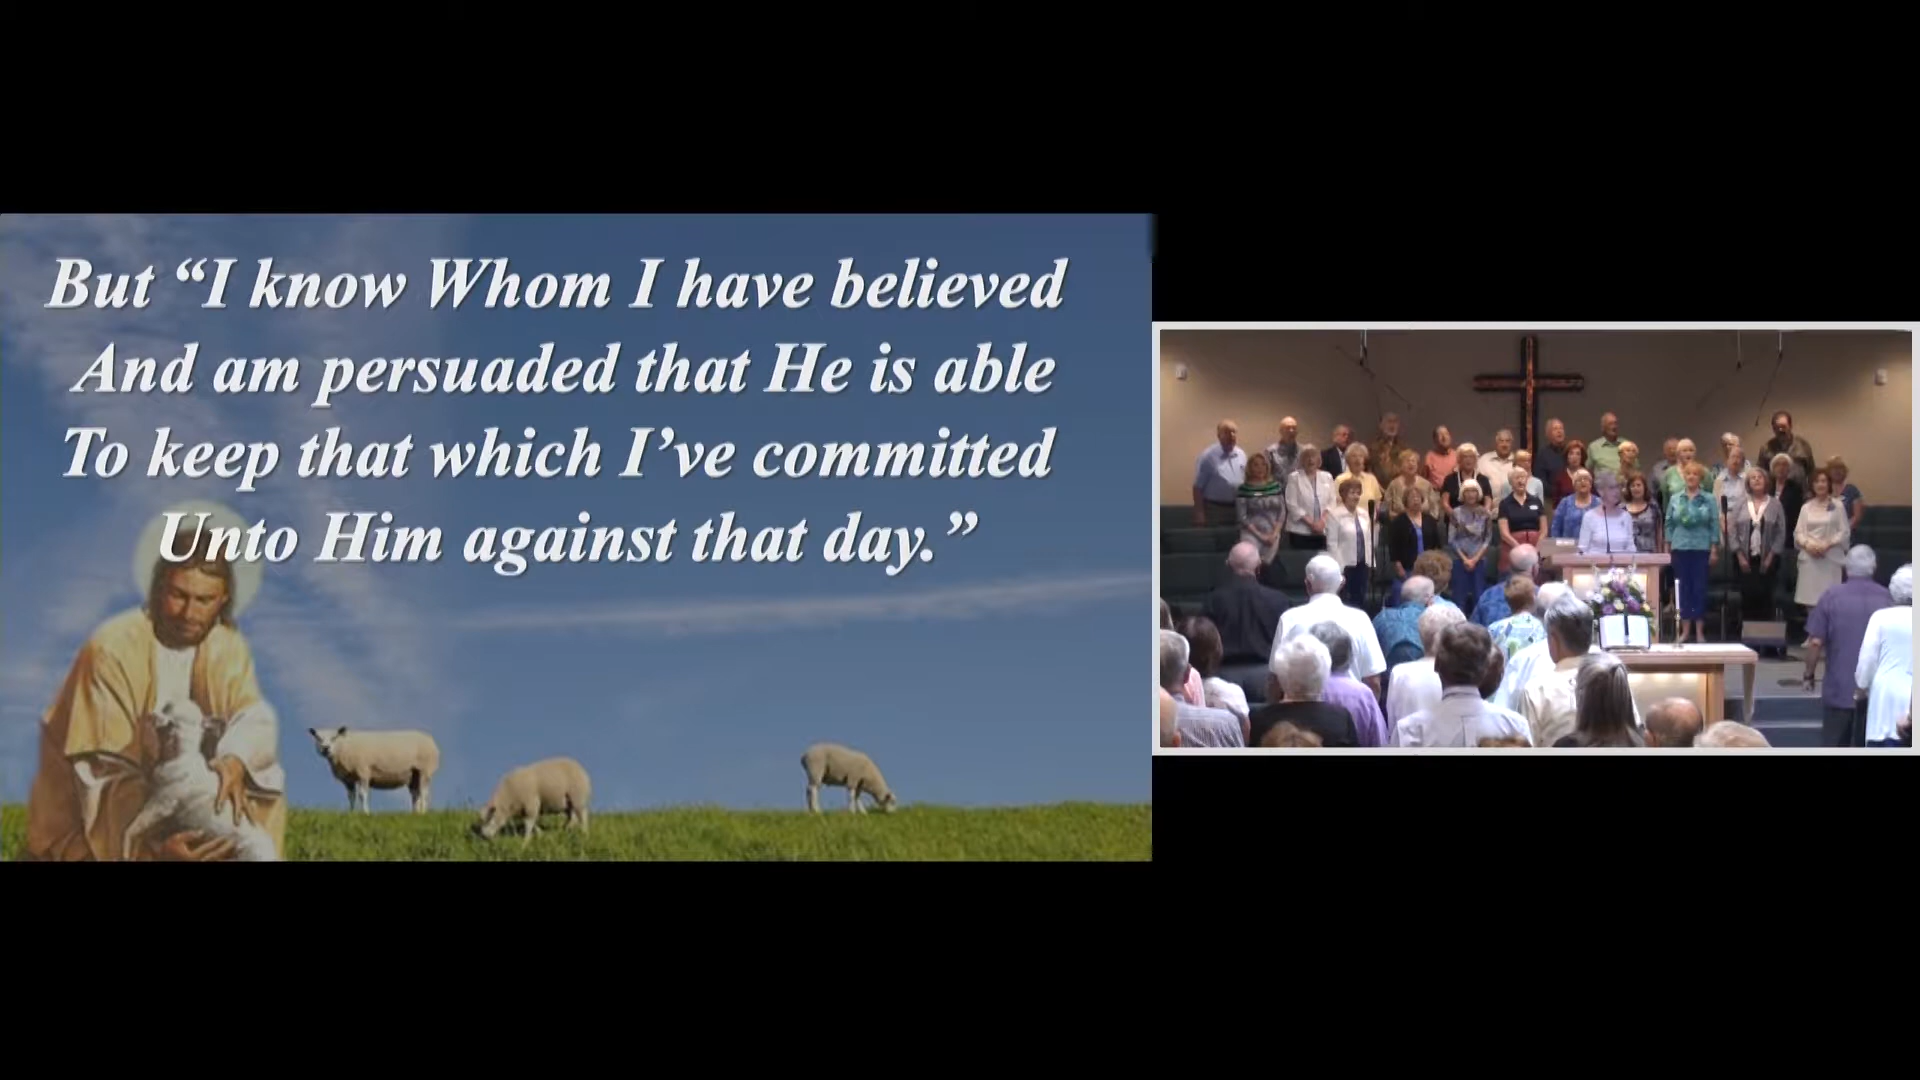 But “I know Whom I have believed
And am persuaded that He is able
To keep that which I’ve committed
Unto Him against that day.”